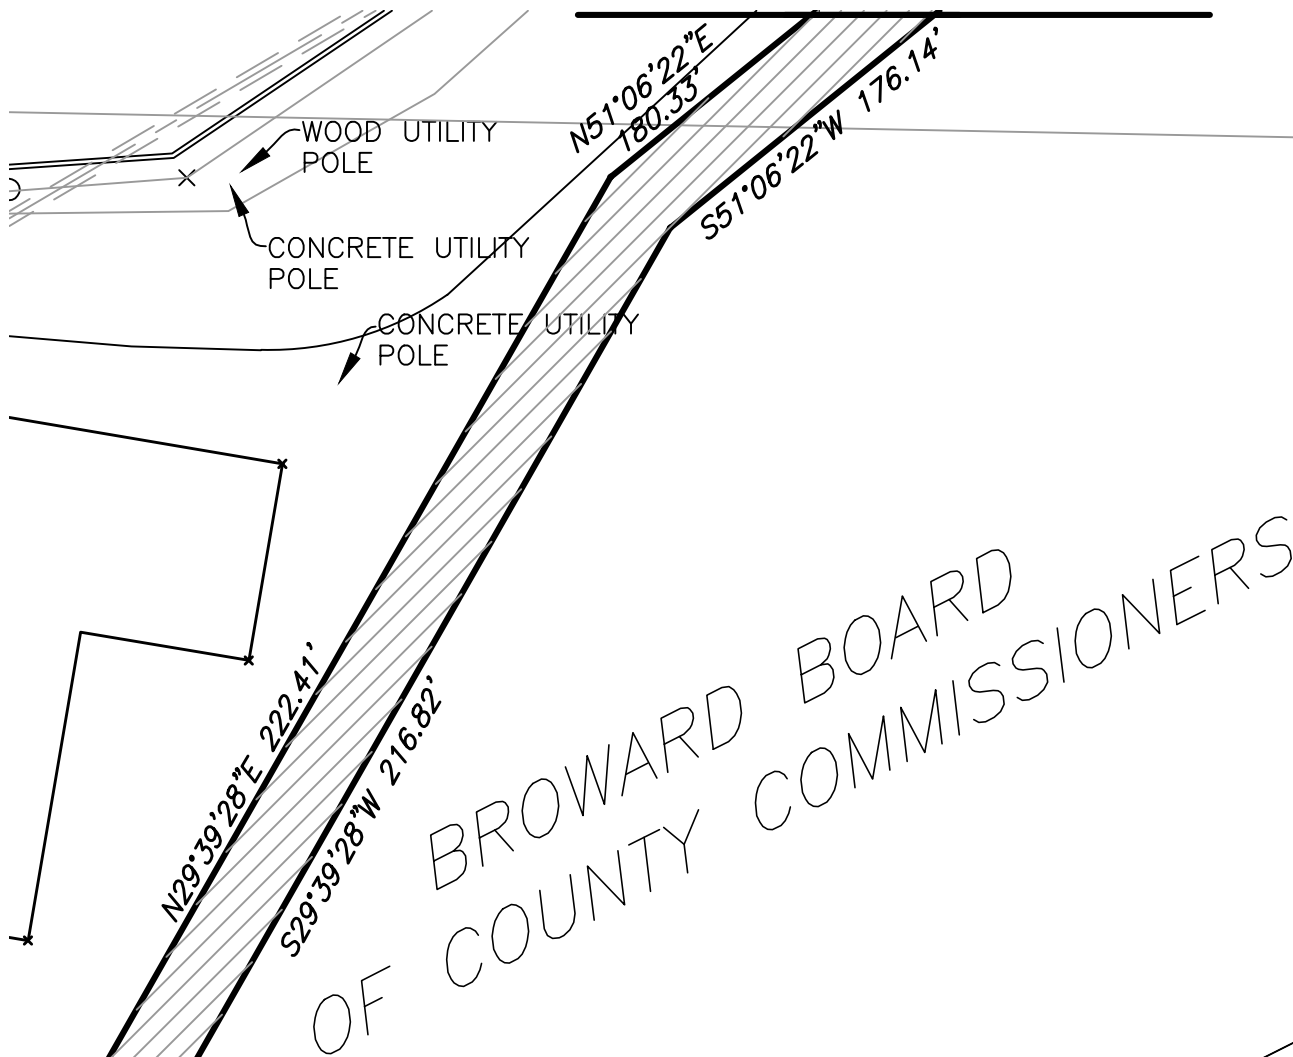 N51°06'22"E
180.33'
S51°06'22"W 176.14'
WOOD UTILITY
POLE
CONCRETE UTILITY
POLE
CONCRETE UTILITY
POLE
N29°39'28"E 222.41'
S29°39'28"W 216.82'
BROWARD BOARD
OF COUNTY COMMISSIONERS